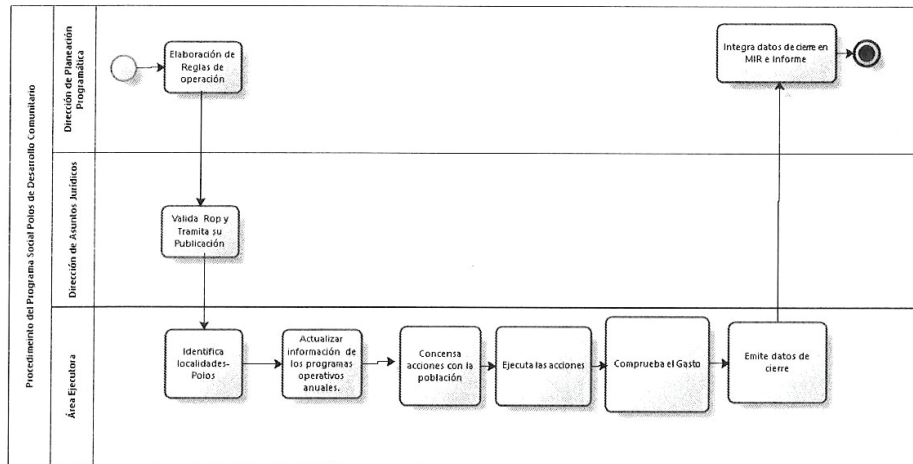 Procedimeinto del Programa Social Polos de Desarrollo Comunitario
Dirección de Planeación
Programática
Elaboración de
Reglas de
operación
Integra datos de cierre en
MIR e Informe
Dirección de Asuntos Jurídicos
Valida Rop y
Tramita su
Publicación
Área Ejecutora
Identifica
localidades-
Polos
Actualizar
información de
los programas
operativos
anuales.
Concensa
acciones con la
población
Ejecuta las acciones
Comprueba el Gasto
Emite datos de
cierre